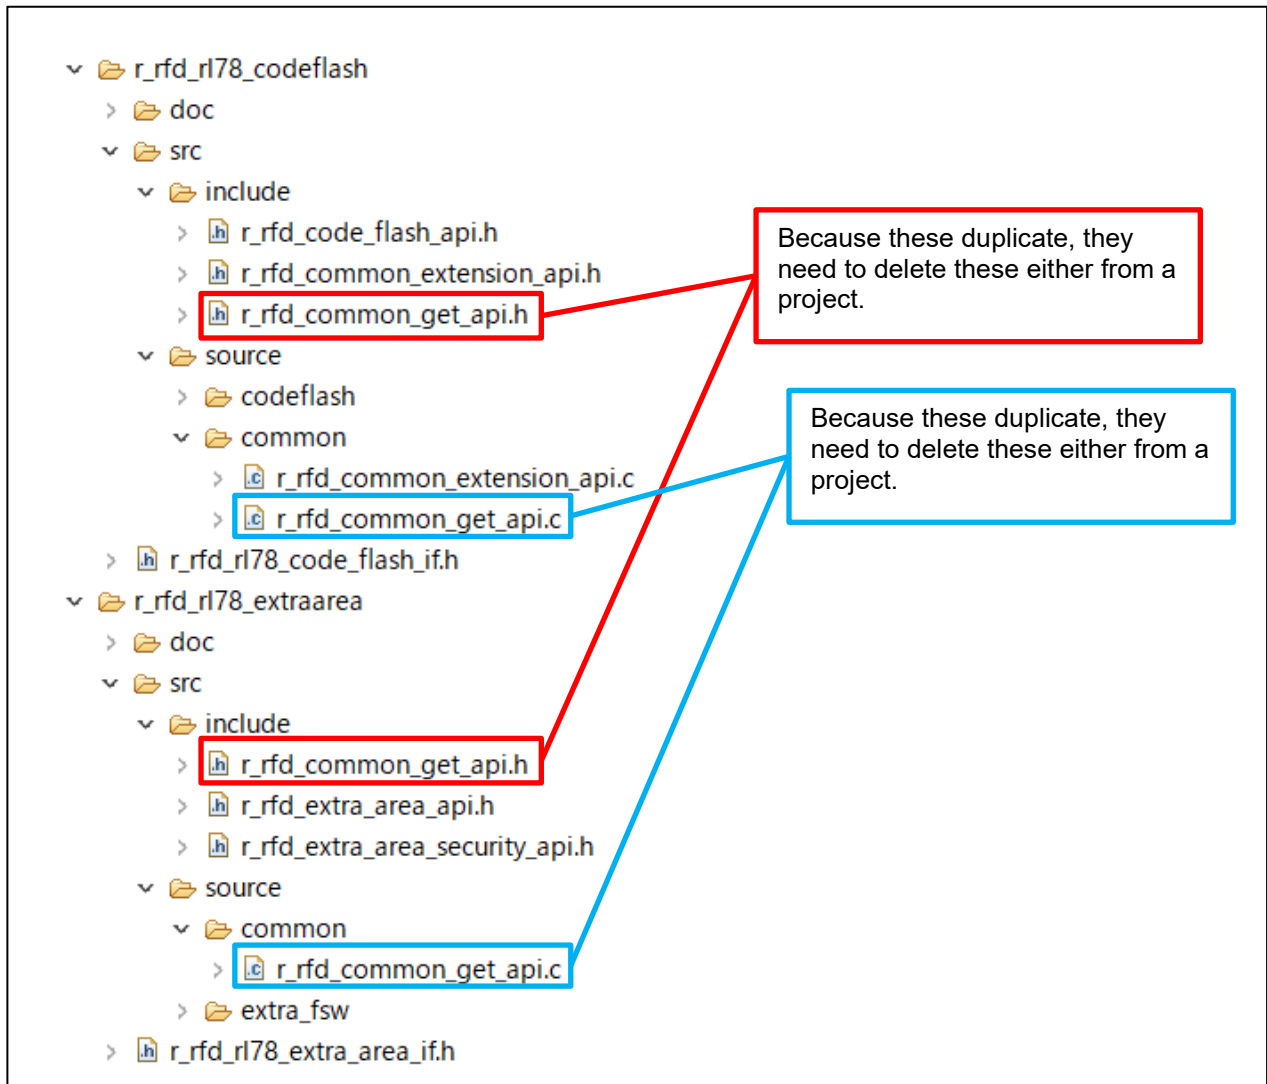 r_rfd_rl78_codeflash
doc
src
include
r_rfd_code_flash_api.h
r_rfd_common_extension_api.h
r_rfd_common_get_api.h
source
codeflash
common
r_rfd_common_extension_api.c
r_rfd_common_get_api.c
r_rfd_rl78_code_flash_if.h
r_rfd_rl78_extraarea
doc
src
include
r_rfd_common_get_api.h
r_rfd_extra_area_api.h
r_rfd_extra_area_security_api.h
source
common
r_rfd_common_get_api.c
extra_fsw
r_rfd_rl78_extra_area_if.h
Because these duplicate, they
need to delete these either from a
project.
Because these duplicate, they
need to delete these either from a
project.